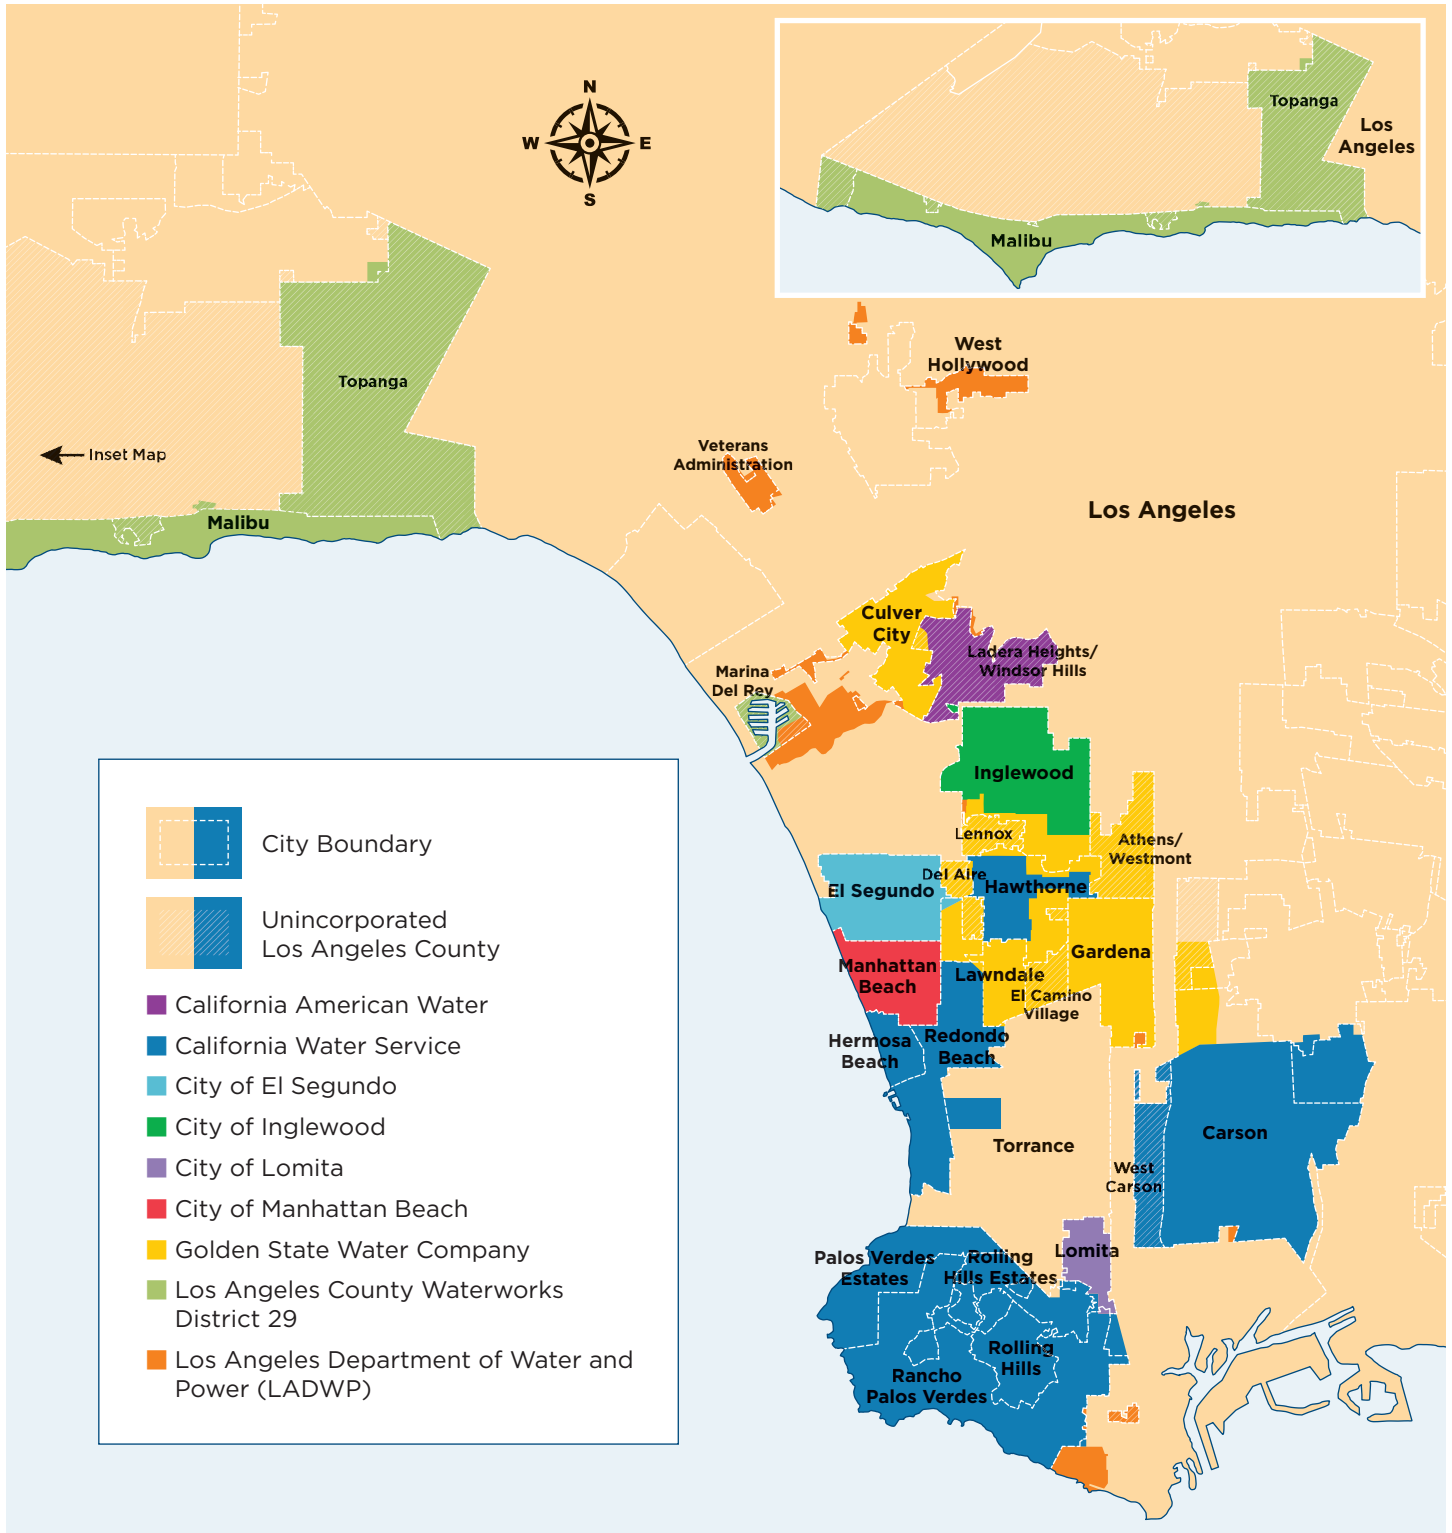 N
W
E
S
Topanga
Los
Angeles
Malibu
West
Hollywood
Topanga
Inset Map
Veterans
Administration
Los Angeles
Malibu
Culver
City
Ladera Heights/
Windsor Hills
Marina
Del Rey
Inglewood
Lennox
Athens/
Westmont
Del Aire
El Segundo
Hawthorne
Gardena
Manhattan
Beach
Lawndale
El Camino
Village
Hermosa
Beach
Redondo
Beach
Carson
Torrance
West
Carson
Palos Verdes
Estates
Rolling
Hills Estates
Lomita
Rolling
Hills
Rancho
Palos Verdes
City Boundary
Unincorporated
Los Angeles County
California American Water
California Water Service
City of El Segundo
City of Inglewood
City of Lomita
City of Manhattan Beach
Golden State Water Company
Los Angeles County Waterworks
District 29
Los Angeles Department of Water and
Power (LADWP)